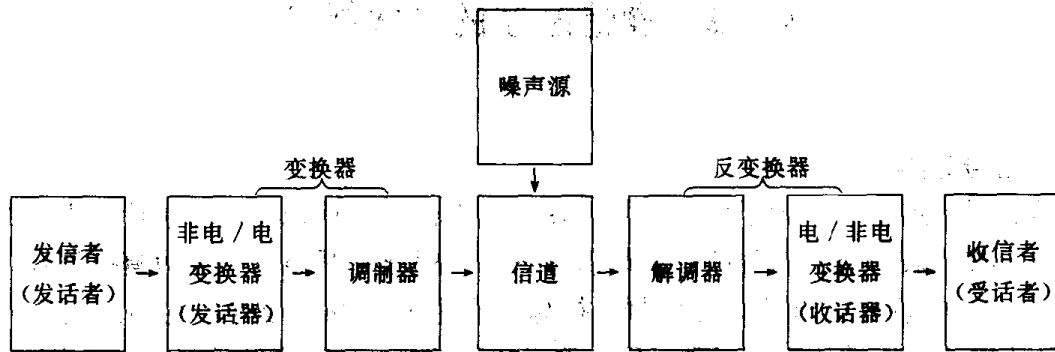 噪声源
变换器
反变换器
发信者
(发话者)
非电/电
变换器
(发话器)
调制器
信道
解调器
电/非电
变换器
(收话器)
收信者
(受话者)